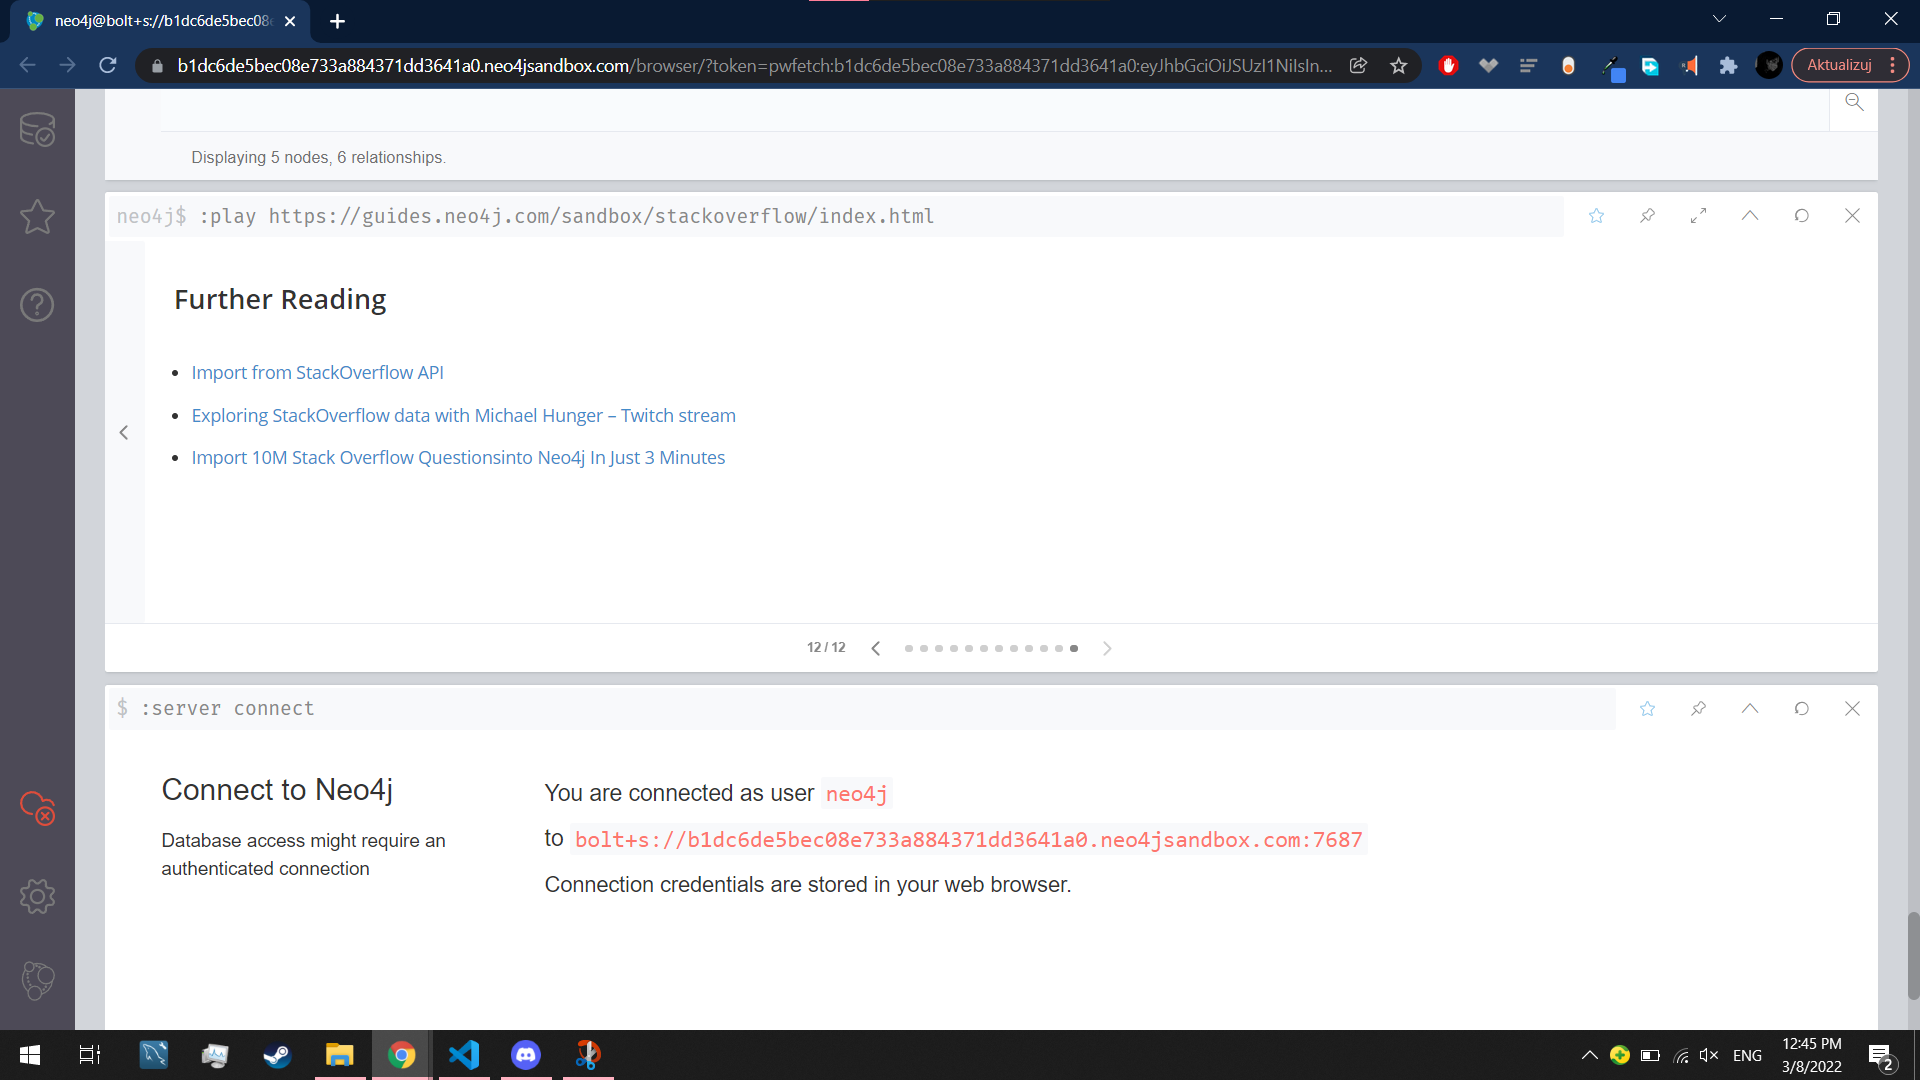 neo4j@bolt+s://b1dc6de5bec08e
b1dc6de5bec08e733a884371dd3641a0.neo4jsandbox.com/browser/?token=pwfetch:b1dc6de5bec08e733a884371dd3641a0:eyJhbGciOiJSUzI1NiIsIn...
Aktualizuj
Displaying 5 nodes, 6 relationships.
neo4j$ :play https://guides.neo4j.com/sandbox/stackoverflow/index.html
Further Reading
• Import from StackOverflow API
• Exploring StackOverflow data with Michael Hunger – Twitch stream
• Import 10M Stack Overflow Questionsinto Neo4j In Just 3 Minutes
12 / 12
$ :server connect
Connect to Neo4j
Database access might require an
authenticated connection
You are connected as user neo4j
to bolt+s://b1dc6de5bec08e733a884371dd3641a0.neo4jsandbox.com:7687
Connection credentials are stored in your web browser.
ENG
12:45 PM
3/8/2022
2